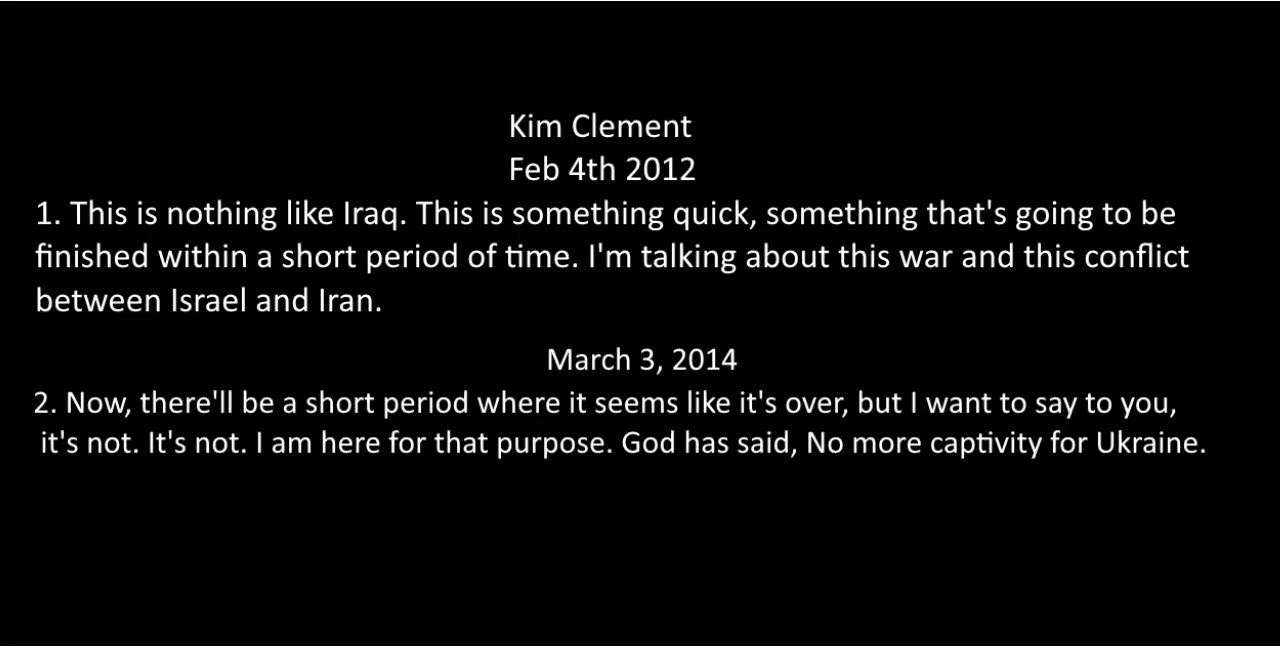 Kim Clement
Feb 4th 2012
1. This is nothing like Iraq. This is something quick, something that's going to be
finished within a short period of time. I'm talking about this war and this conflict
between Israel and Iran.
March 3, 2014
2. Now, there'll be a short period where it seems like it's over, but I want to say to you,
it's not. It's not. I am here for that purpose. God has said, No more captivity for Ukraine.